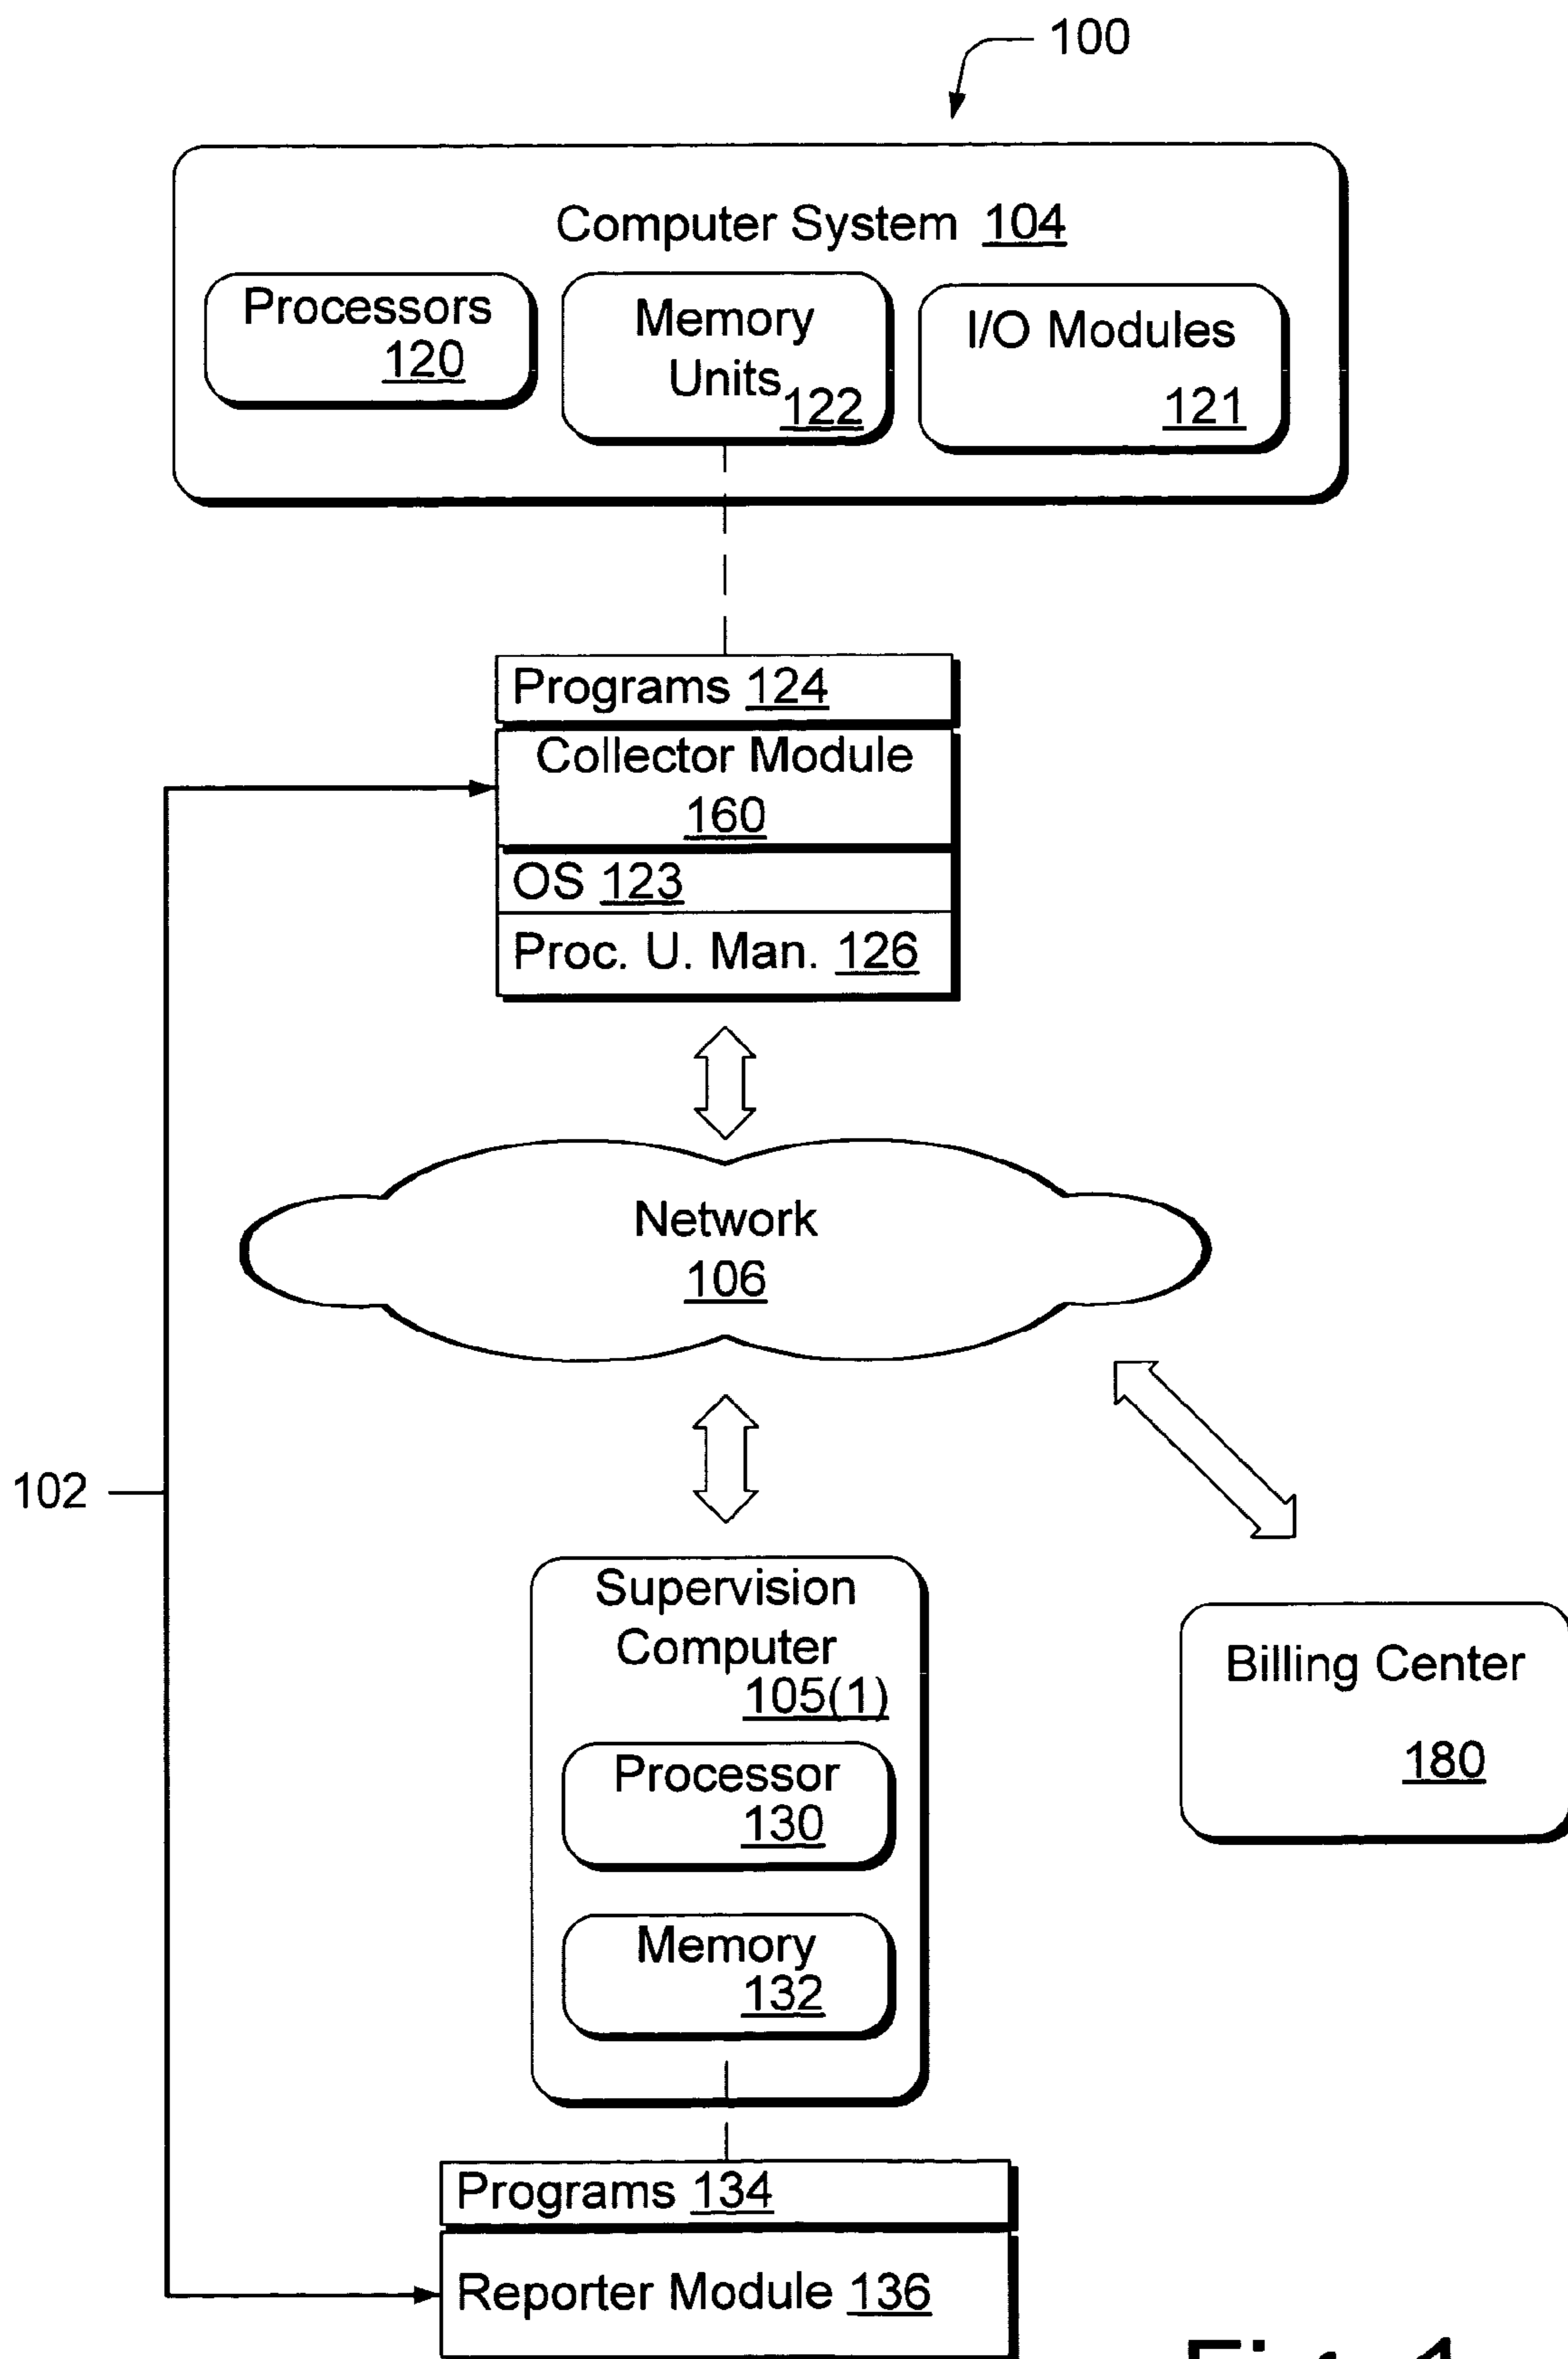 100
Computer System 104
Processors
120
Memory
Units
122
I/O Modules
121
Programs 124
Collector Module
160
OS 123
Proc. U. Man. 126
Network
106
102
Supervision
Computer
105(1)
Processor
130
Memory
132
Billing Center
180
Programs 134
Reporter Module 136